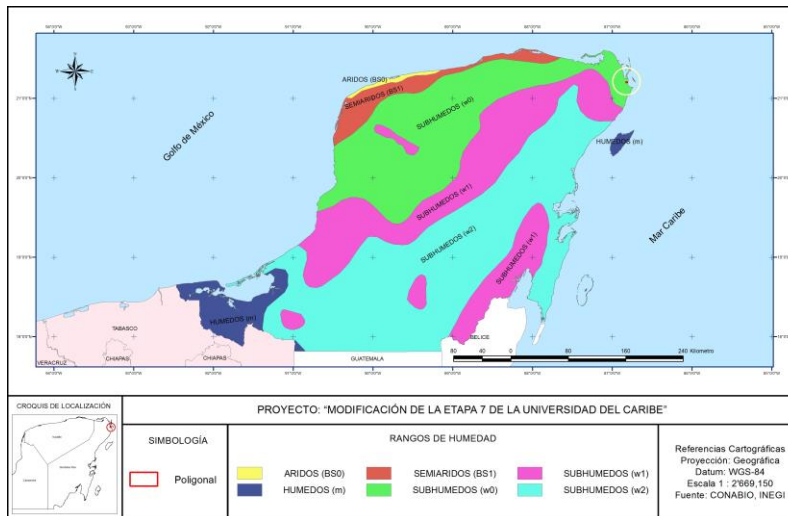 N
Golfo de México
ARIDOS (BS0)
SEMIARIDOS (BS1)
SUBHUMEDOS (w0)
HUMEDOS (m)
SUBHUMEDOS (w1)
SUBHUMEDOS (w2)
SUBHUMEDOS (w1)
Mar Caribe
HUMEDOS (m)
TABASCO
VERACRUZ
CHIAPAS
CHIAPAS
GUATEMALA
BELICE
80 40 0 80 160 240 Kilometro
CROQUIS DE LOCALIZACIÓN
SIMBOLOGÍA
Poligonal
PROYECTO: “MODIFICACIÓN DE LA ETAPA 7 DE LA UNIVERSIDAD DEL CARIBE”
RANGOS DE HUMEDAD
ARIDOS (BS0)
SEMIARIDOS (BS1)
SUBHUMEDOS (w1)
HUMEDOS (m)
SUBHUMEDOS (w0)
SUBHUMEDOS (w2)
Referencias Cartográficas
Proyección: Geográfica
Datum: WGS-84
Escala 1 : 2'669,150
Fuente: CONABIO, INEGI